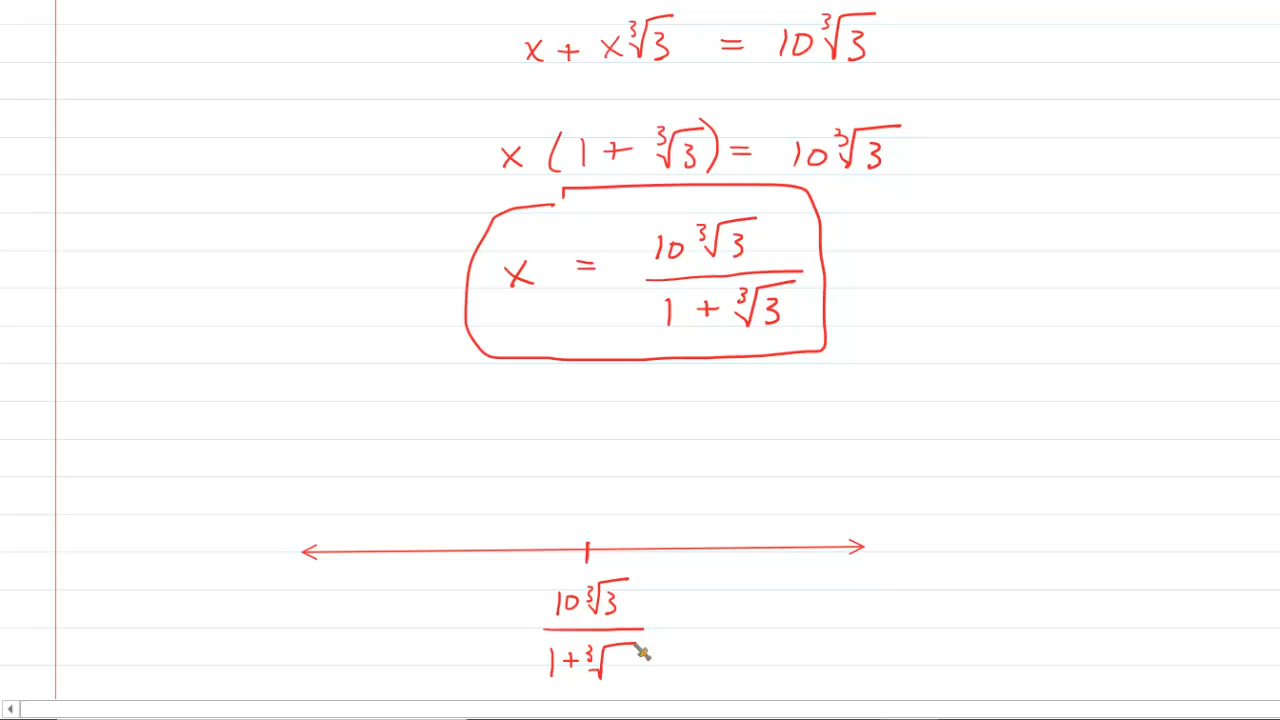 x + x∛3 = 10∛3
x (1 + ∛3) = 10∛3
x = 10∛3 / 1 + ∛3
10∛3
1 + ∛